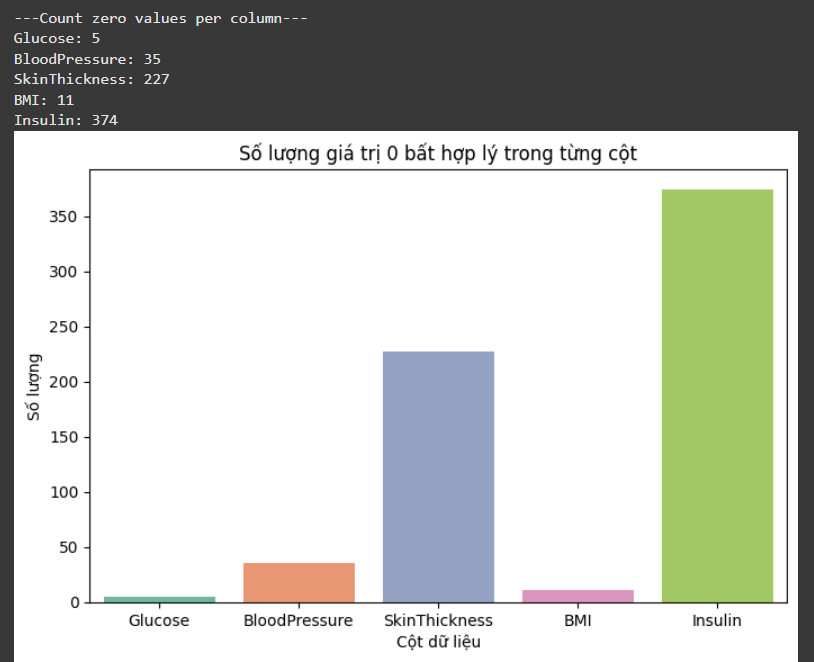 ---Count zero values per column---
Glucose: 5
BloodPressure: 35
SkinThickness: 227
BMI: 11
Insulin: 374
Số lượng giá trị 0 bất hợp lý trong từng cột
350
300
250
200
150
100
50
0
Số lượng
Glucose BloodPressure SkinThickness BMI Insulin
Cột dữ liệu